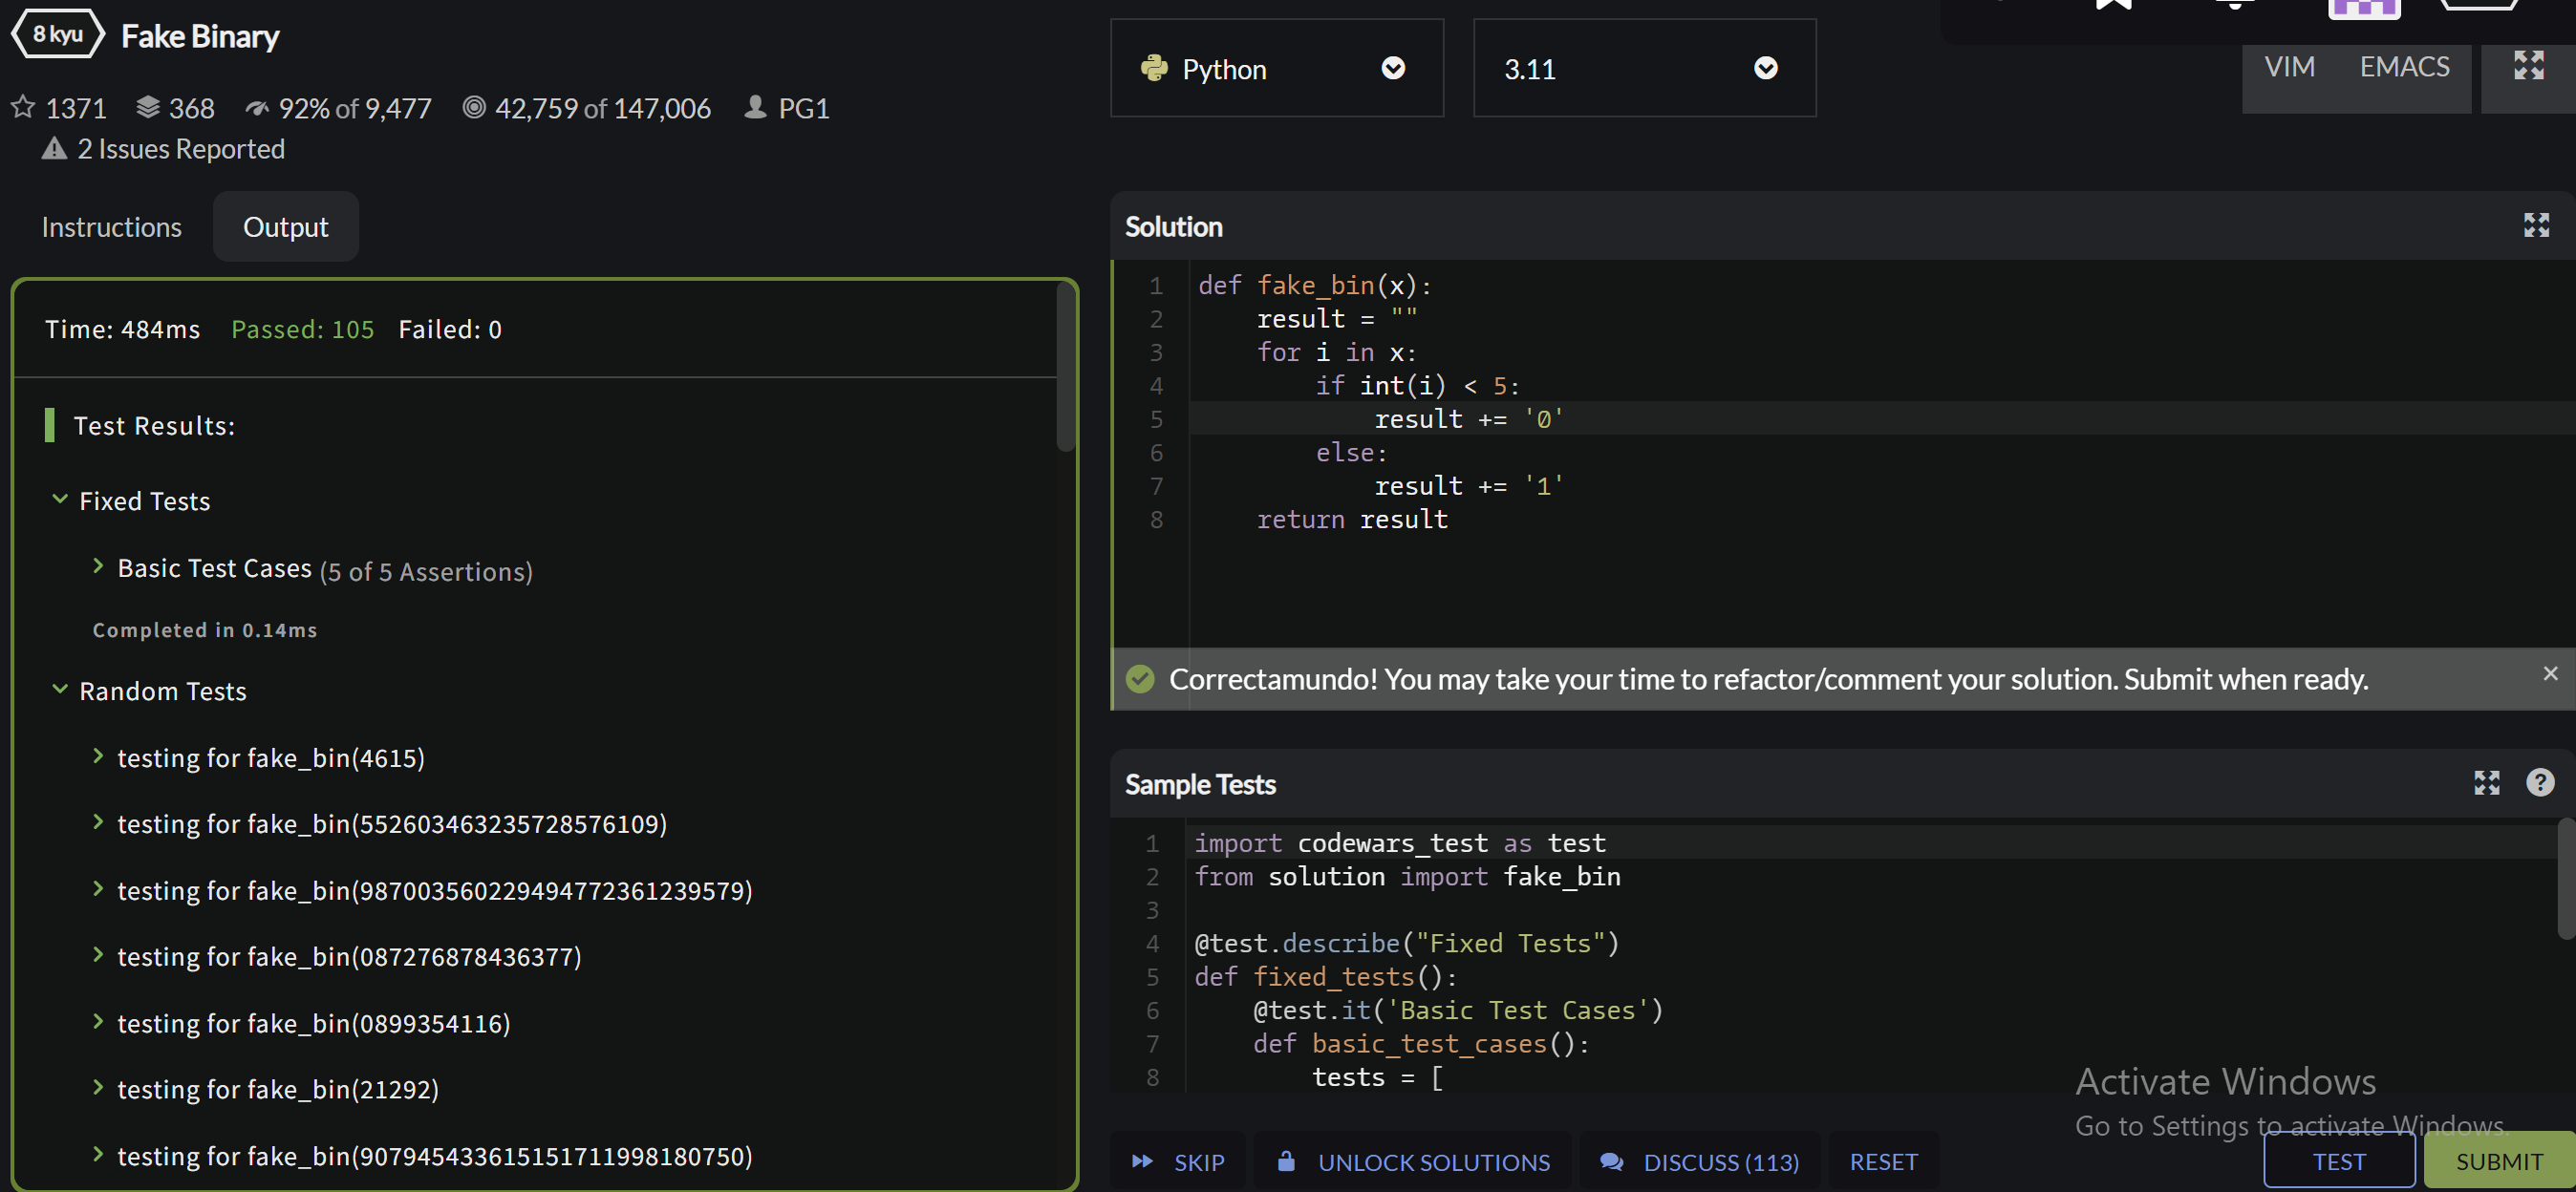 8 kyu Fake Binary
1371 368 92% of 9,477 42,759 of 147,006 PG1
2 Issues Reported
Instructions Output
Time: 484ms Passed: 105 Failed: 0
Test Results:
Fixed Tests
Basic Test Cases (5 of 5 Assertions)
Completed in 0.14ms
Random Tests
testing for fake_bin(4615)
testing for fake_bin(552603463235728576109)
testing for fake_bin(987003560229494772361239579)
testing for fake_bin(087276878436377)
testing for fake_bin(0899354116)
testing for fake_bin(21292)
testing for fake_bin(907945433615151711998180750)
Python 3.11 VIM EMACS
Solution
1 def fake_bin(x):
2 result = ""
3 for i in x:
4 if int(i) < 5:
5 result += '0'
6 else:
7 result += '1'
8 return result
Correctamundo! You may take your time to refactor/comment your solution. Submit when ready.
Sample Tests
1 import codewars_test as test
2 from solution import fake_bin
3
4 @test.describe("Fixed Tests")
5 def fixed_tests():
6 @test.it('Basic Test Cases')
7 def basic_test_cases():
8 tests = [
Activate Windows
Go to Settings to activate Windows.
SKIP UNLOCK SOLUTIONS DISCUSS (113) RESET TEST SUBMIT